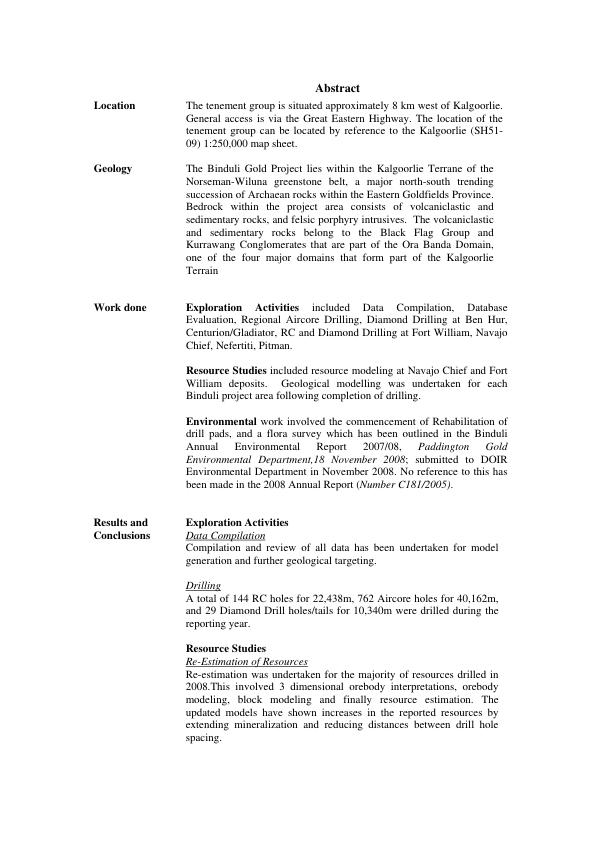 Abstract
Location
The tenement group is situated approximately 8 km west of Kalgoorlie.
General access is via the Great Eastern Highway. The location of the
tenement group can be located by reference to the Kalgoorlie (SH51-
09) 1:250,000 map sheet.
Geology
The Binduli Gold Project lies within the Kalgoorlie Terrane of the
Norseman-Wiluna greenstone belt, a major north-south trending
succession of Archaean rocks within the Eastern Goldfields Province.
Bedrock within the project area consists of volcaniclastic and
sedimentary rocks, and felsic porphyry intrusives. The volcaniclastic
and sedimentary rocks belong to the Black Flag Group and
Kurrawang Conglomerates that are part of the Ora Banda Domain,
one of the four major domains that form part of the Kalgoorlie
Terrain
Work done
Exploration Activities included Data Compilation, Database
Evaluation, Regional Aircore Drilling, Diamond Drilling at Ben Hur,
Centurion/Gladiator, RC and Diamond Drilling at Fort William, Navajo
Chief, Nefertiti, Pitman.
Resource Studies included resource modeling at Navajo Chief and Fort
William deposits. Geological modelling was undertaken for each
Binduli project area following completion of drilling.
Environmental work involved the commencement of Rehabilitation of
drill pads, and a flora survey which has been outlined in the Binduli
Annual Environmental Report 2007/08, Paddington Gold
Environmental Department,18 November 2008; submitted to DOIR
Environmental Department in November 2008. No reference to this has
been made in the 2008 Annual Report (Number C181/2005).
Results and
Conclusions
Exploration Activities
Data Compilation
Compilation and review of all data has been undertaken for model
generation and further geological targeting.
Drilling
A total of 144 RC holes for 22,438m, 762 Aircore holes for 40,162m,
and 29 Diamond Drill holes/tails for 10,340m were drilled during the
reporting year.
Resource Studies
Re-Estimation of Resources
Re-estimation was undertaken for the majority of resources drilled in
2008.This involved 3 dimensional orebody interpretations, orebody
modeling, block modeling and finally resource estimation. The
updated models have shown increases in the reported resources by
extending mineralization and reducing distances between drill hole
spacing.